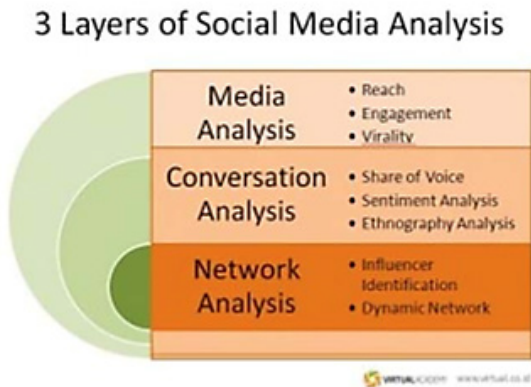 3 Layers of Social Media Analysis
Media
Analysis
• Reach
• Engagement
• Virality
Conversation
Analysis
• Share of Voice
• Sentiment Analysis
• Ethnography Analysis
Network
Analysis
• Influencer
Identification
• Dynamic Network
VIRTUAL